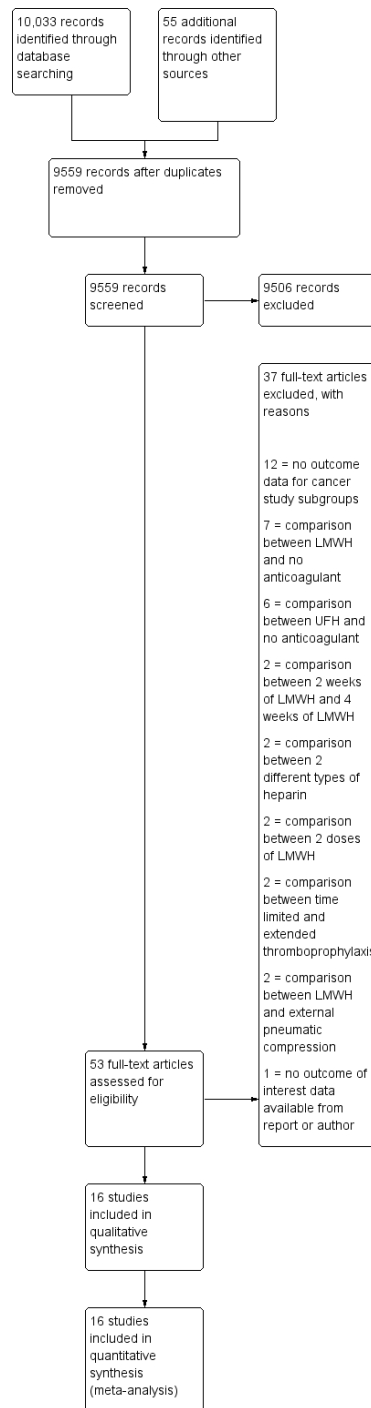 10,033 records
identified through
database
searching
55 additional
records identified
through other
sources
9559 records after duplicates
removed
9559 records
screened
9506 records
excluded
37 full-text articles
excluded, with
reasons
12 = no outcome
data for cancer
study subgroups
7 = comparison
between LMWH
and no
anticoagulant
6 = comparison
between UFH and
no anticoagulant
2 = comparison
between 2 weeks
of LMWH and 4
weeks of LMWH
2 = comparison
between 2
different types of
heparin
2 = comparison
between 2 doses
of LMWH
2 = comparison
between time
limited and
extended
thromboprophylaxis
2 = comparison
between LMWH
and external
pneumatic
compression
1 = no outcome of
interest data
available from
report or author
53 full-text articles
assessed for
eligibility
16 studies
included in
qualitative
synthesis
16 studies
included in
quantitative
synthesis
(meta-analysis)